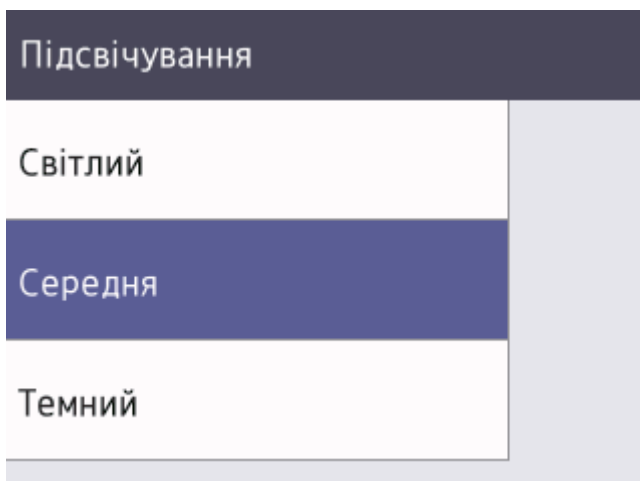 Підсвічування
Світлий
Середня
Темний